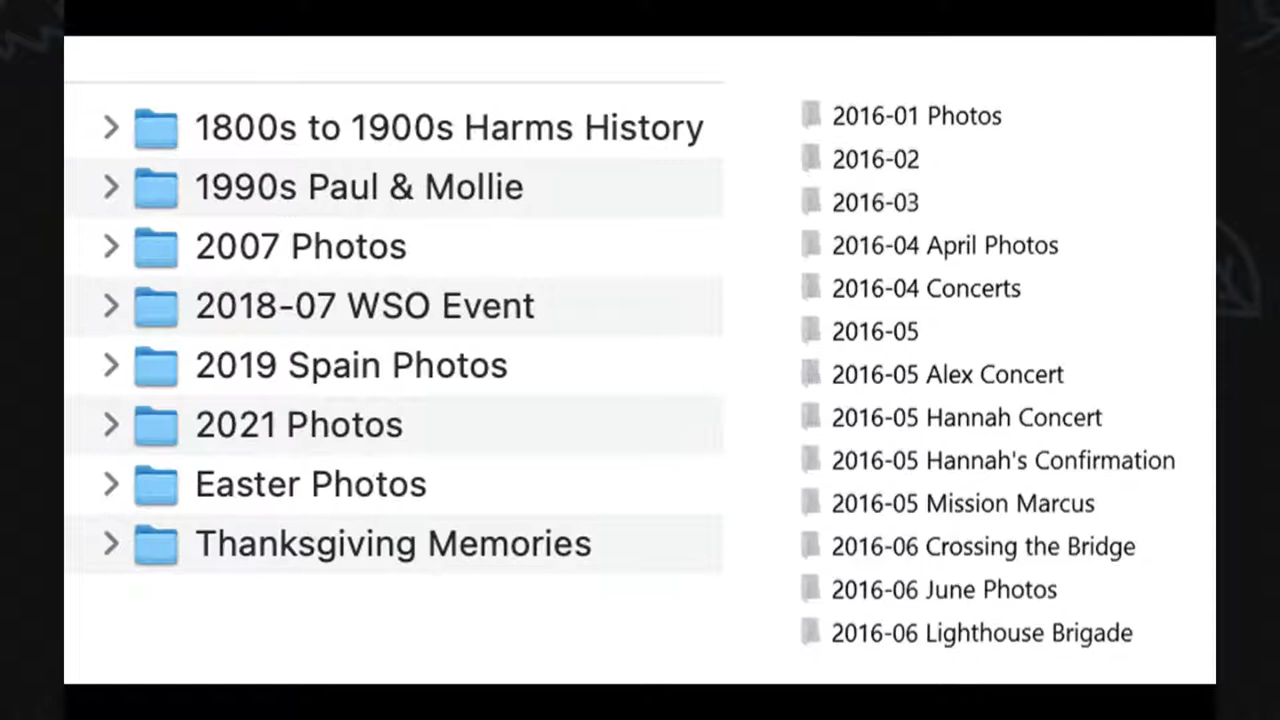 1800s to 1900s Harms History
1990s Paul & Mollie
2007 Photos
2018-07 WSO Event
2019 Spain Photos
2021 Photos
Easter Photos
Thanksgiving Memories
2016-01 Photos
2016-02
2016-03
2016-04 April Photos
2016-04 Concerts
2016-05
2016-05 Alex Concert
2016-05 Hannah Concert
2016-05 Hannah's Confirmation
2016-05 Mission Marcus
2016-06 Crossing the Bridge
2016-06 June Photos
2016-06 Lighthouse Brigade